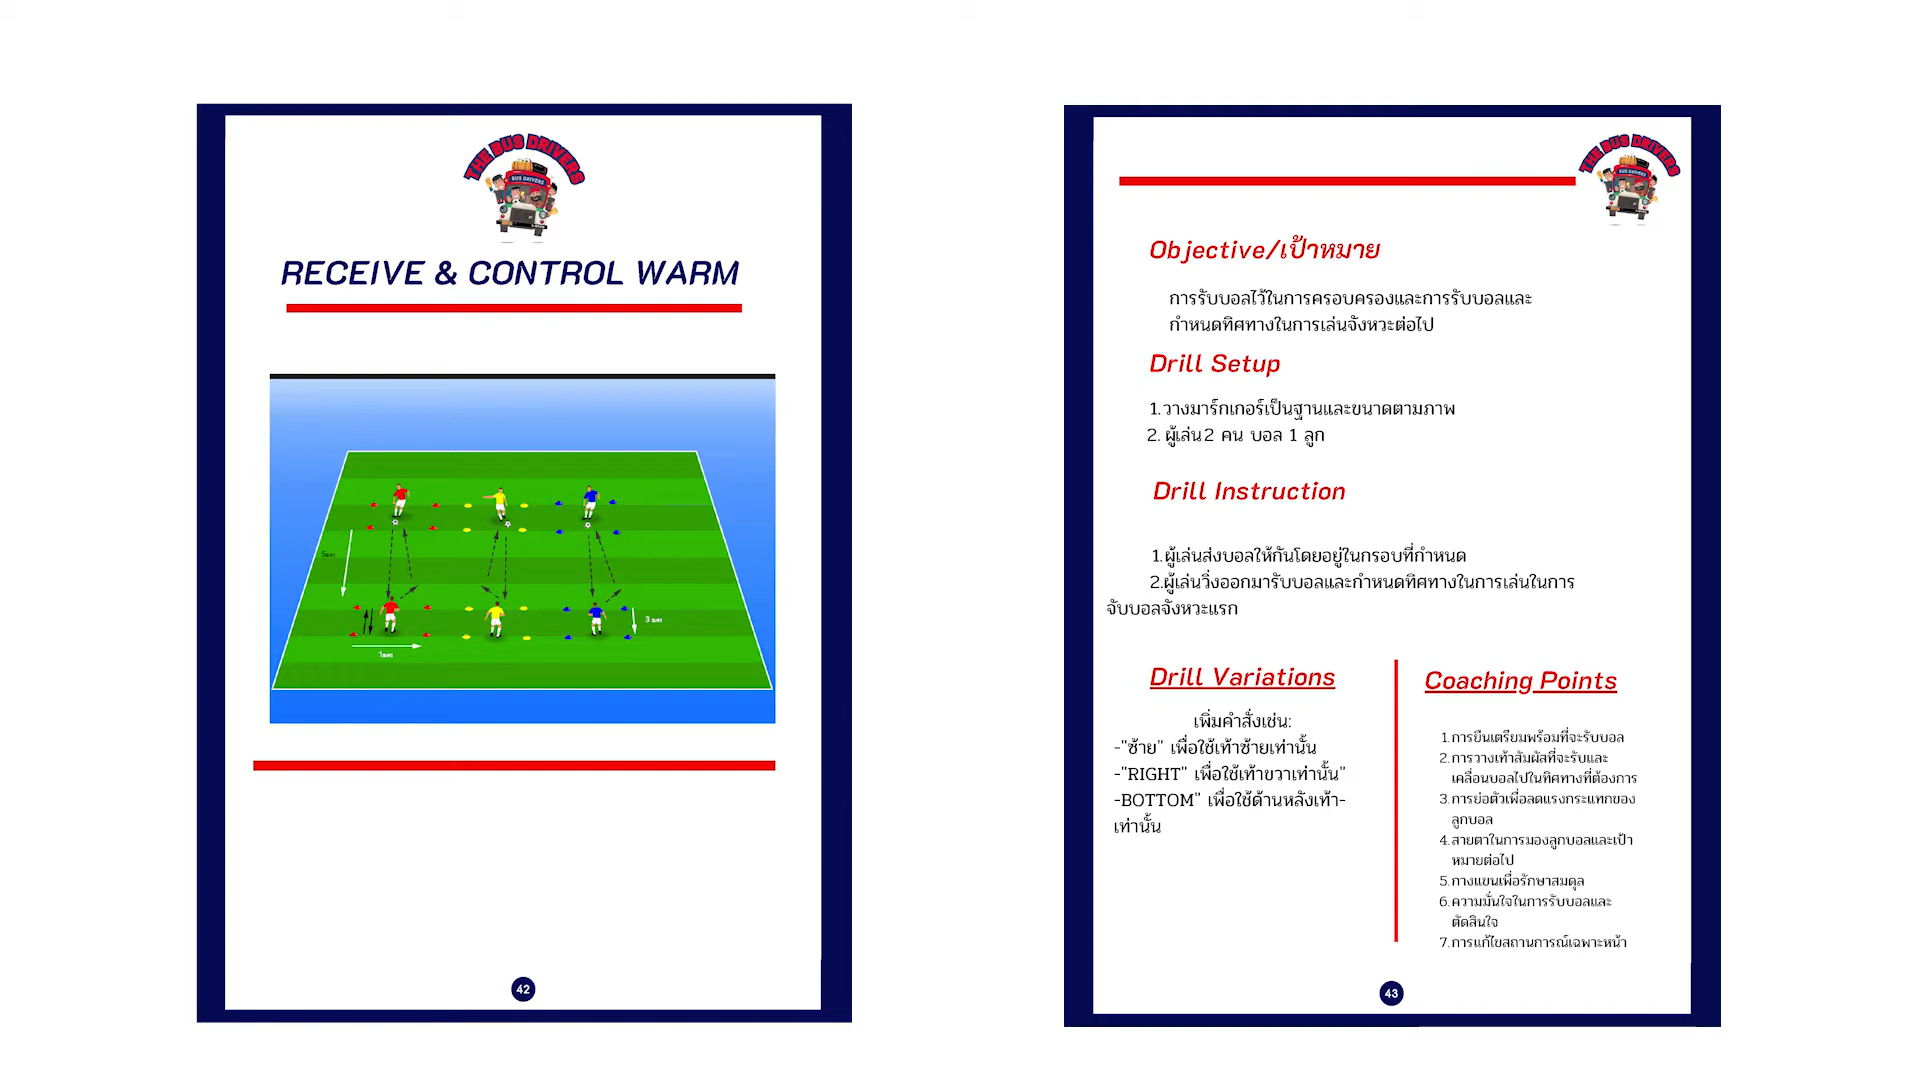 THE BUS DRIVERS
BUS DRIVERS
RECEIVE & CONTROL WARM
5เมตร
3 เมตร
1เมตร
42
THE BUS DRIVERS
BUS DRIVERS
Objective/เป้าหมาย
การรับบอลไว้ในการครอบครองและการรับบอลและ
กำหนดทิศทางในการเล่นจังหวะต่อไป
Drill Setup
1.วางมาร์กเกอร์เป็นฐานและขนาดตามภาพ
2. ผู้เล่น2 คน บอล 1 ลูก
Drill Instruction
1.ผู้เล่นส่งบอลให้กันโดยอยู่ในกรอบที่กำหนด
2.ผู้เล่นวิ่งออกมารับบอลและกำหนดทิศทางในการเล่นในการ
จับบอลจังหวะแรก
Drill Variations
เพิ่มคำสั่งเช่น:
-"ซ้าย" เพื่อใช้เท้าซ้ายเท่านั้น
-"RIGHT" เพื่อใช้เท้าขวาเท่านั้น"
-BOTTOM" เพื่อใช้ด้านหลังเท้า-
เท่านั้น
Coaching Points
1.การยืนเตรียมพร้อมที่จะรับบอล
2.การวางเท้าสัมผัสที่จะรับและ
เคลื่อนบอลไปในทิศทางที่ต้องการ
3.การย่อตัวเพื่อลดแรงกระแทกของ
ลูกบอล
4.สายตาในการมองลูกบอลและเป้า
หมายต่อไป
5.กางแขนเพื่อรักษาสมดุล
6.ความมั่นใจในการรับบอลและ
ตัดสินใจ
7.การแก้ไขสถานการณ์เฉพาะหน้า
43